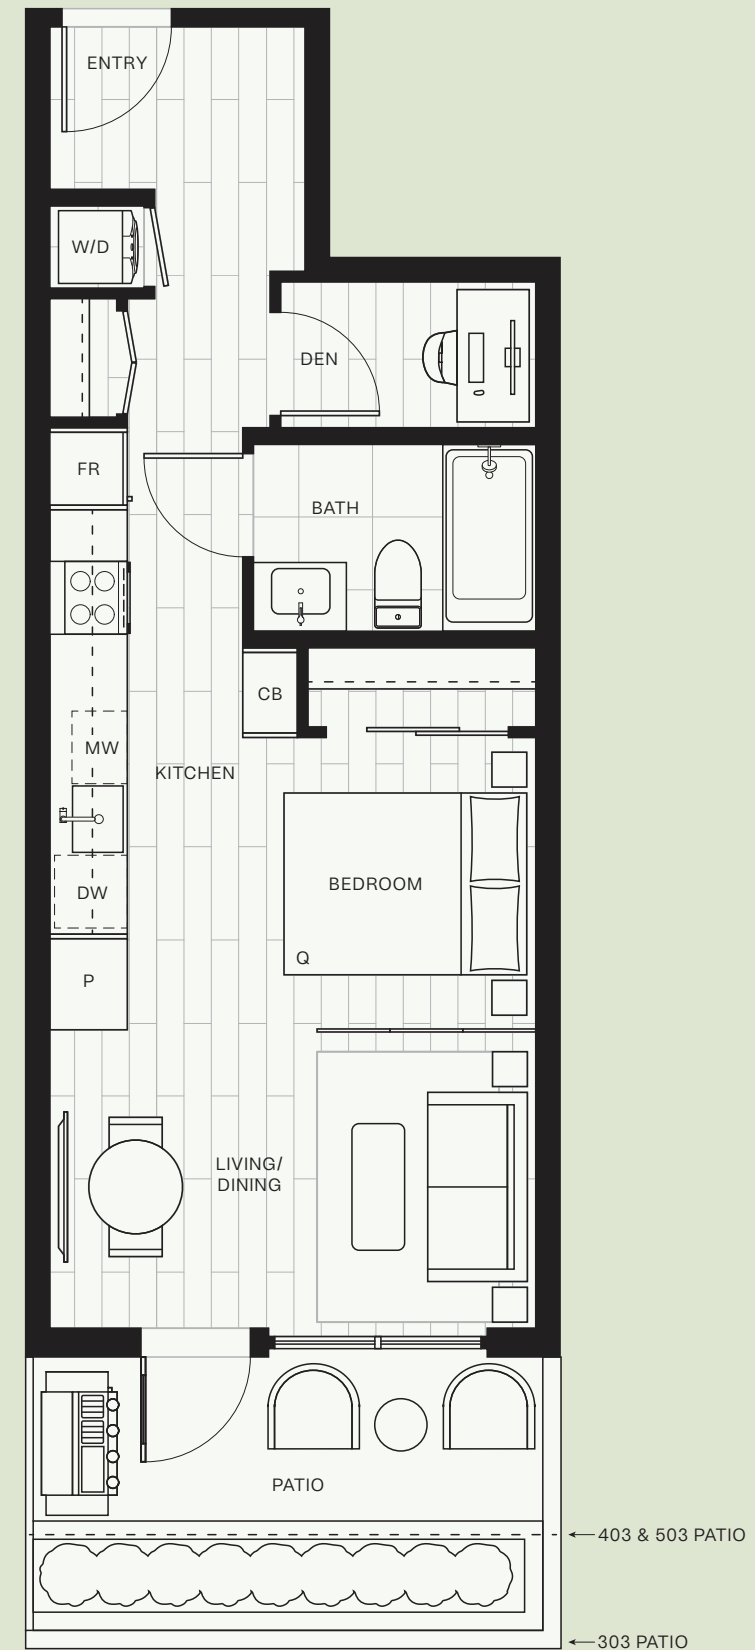 ENTRY
W/D
DEN
FR
BATH
CB
MW
KITCHEN
BEDROOM
DW
Q
P
LIVING/
DINING
PATIO
403 & 503 PATIO
303 PATIO